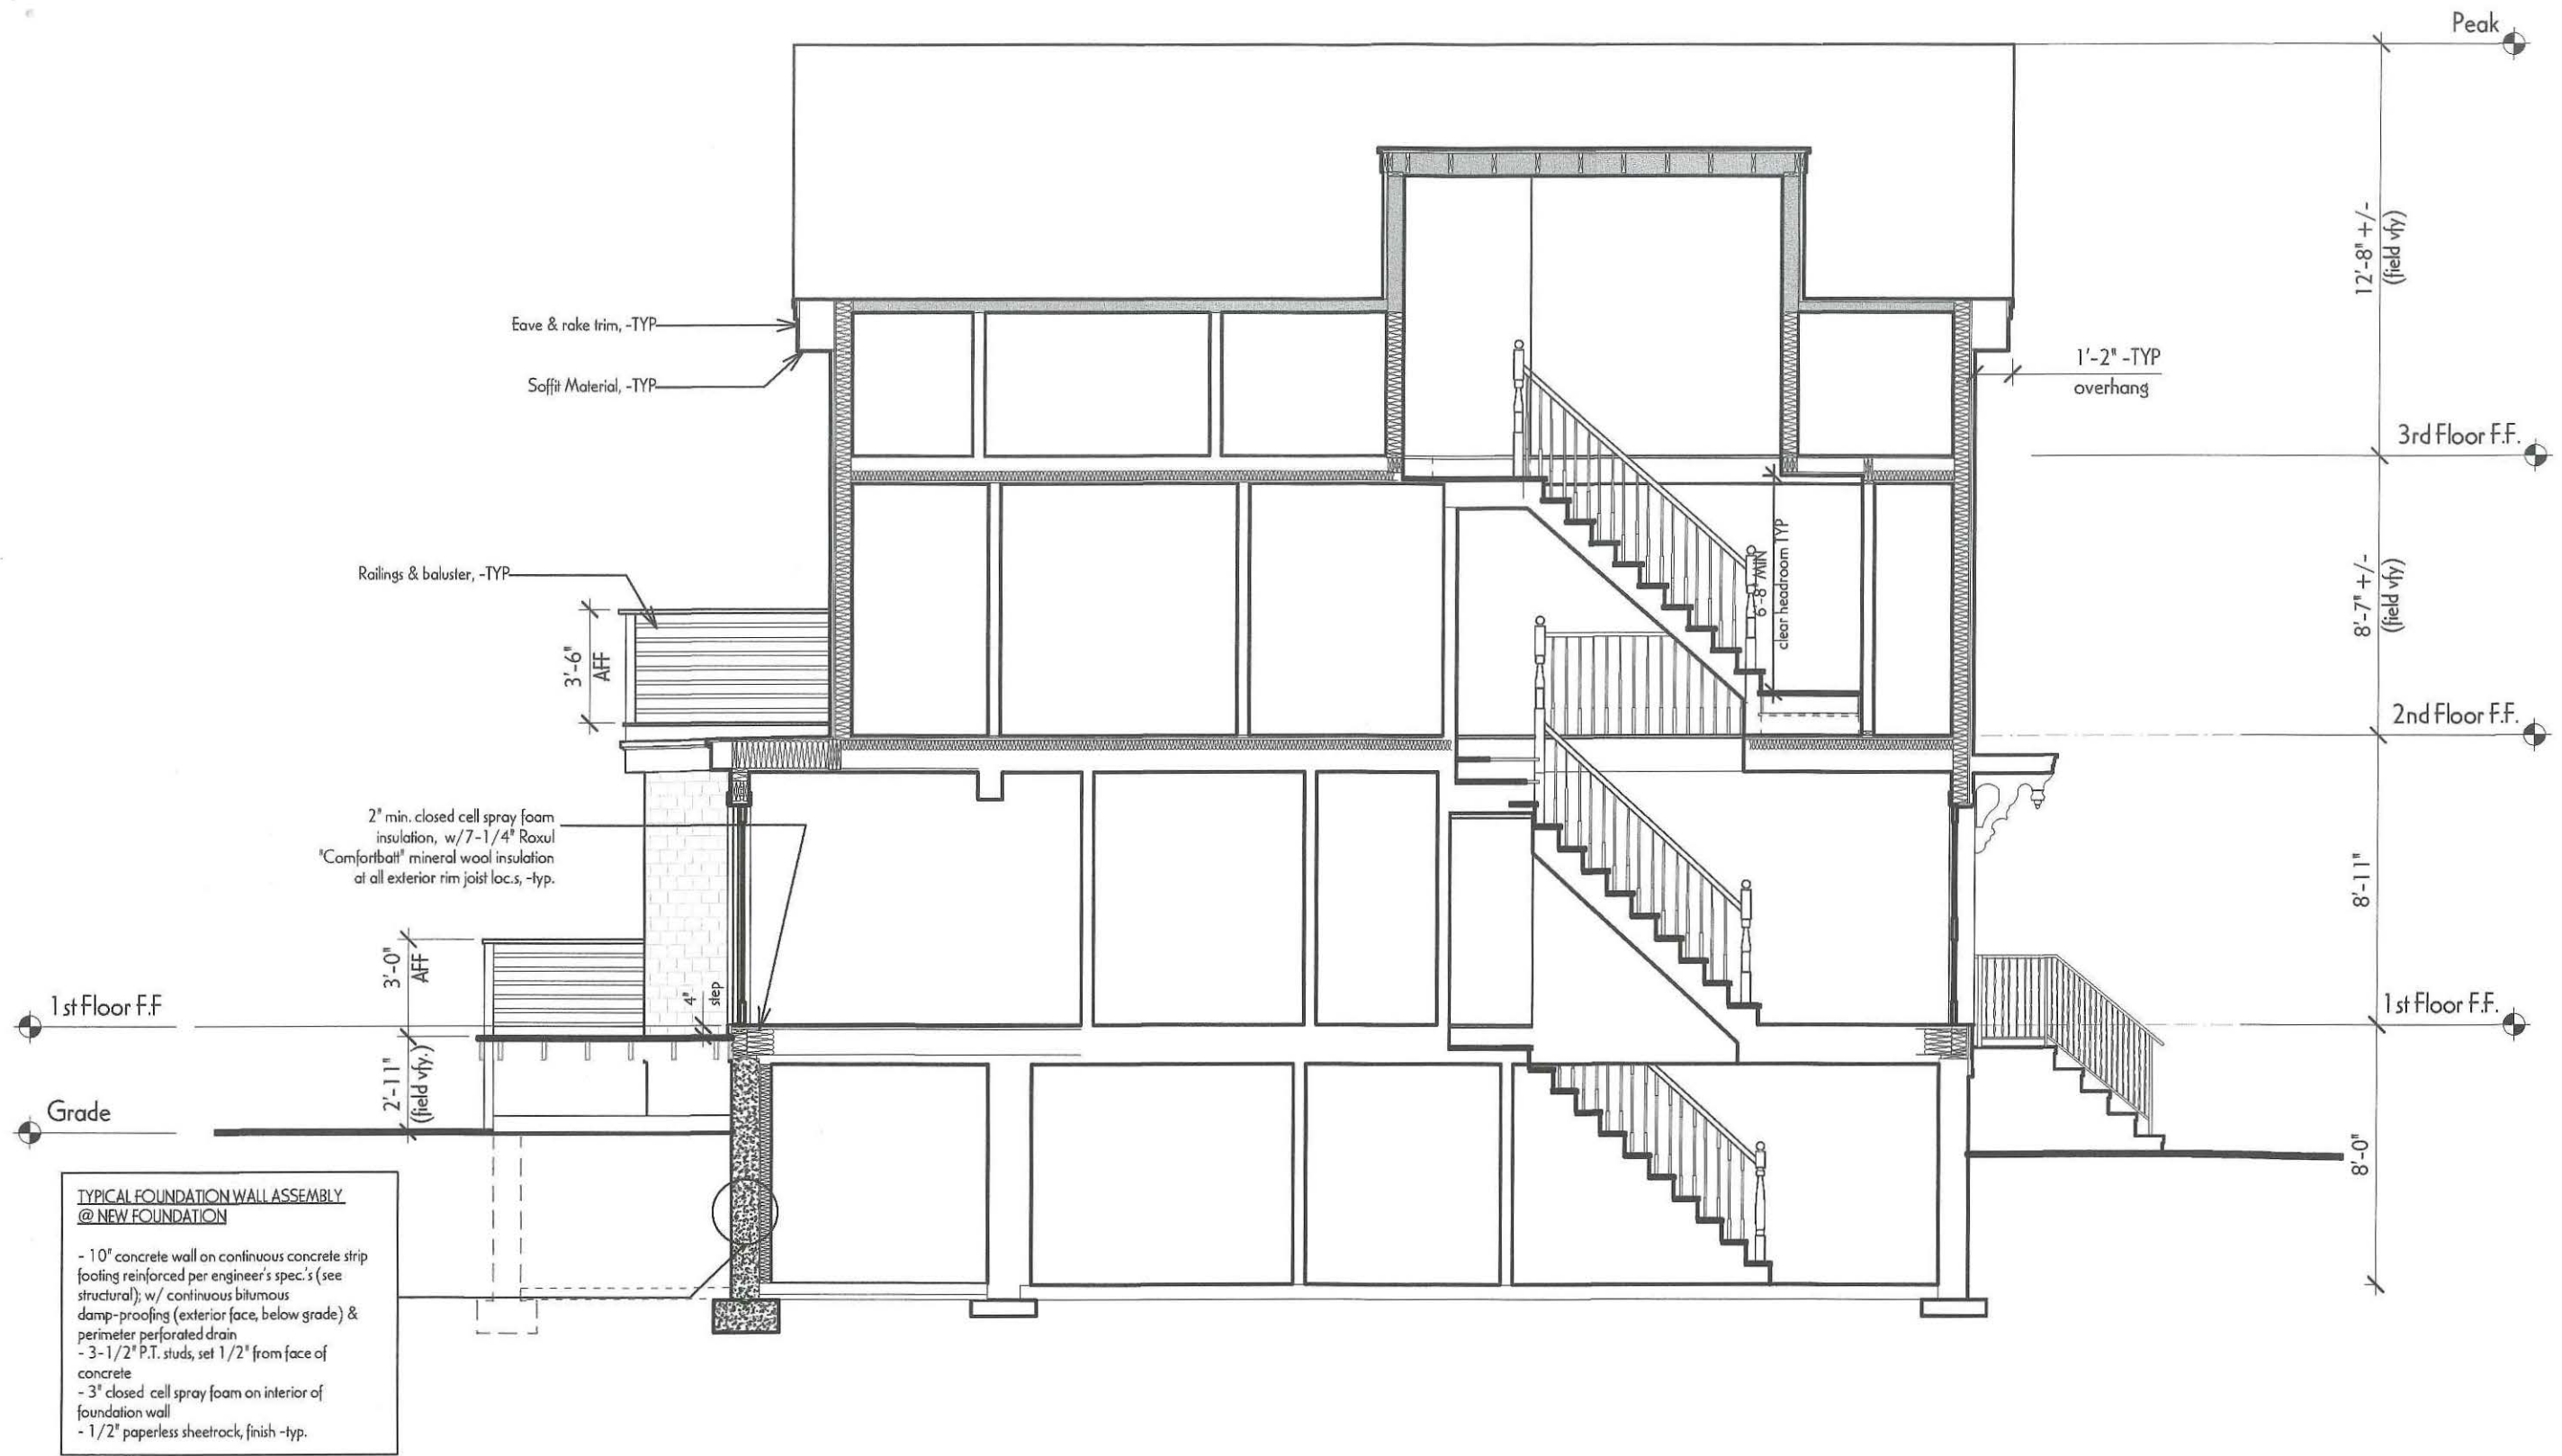 Peak
12'-8" +/-
(field vfy)
Eave & rake trim, -TYP
Soffit Material, -TYP
1'-2" -TYP
overhang
3rd Floor F.F.
Railings & baluster, -TYP
3'-6"
AFF
6'-8" MIN
clear headroom TYP
8'-7" +/-
(field vfy)
2nd Floor F.F.
2" min. closed cell spray foam
insulation, w/7-1/4" Roxul
"Comfortbatt" mineral wool insulation
at all exterior rim joist loc.s, -typ.
8'-11"
3'-0"
AFF
4"
step
1st Floor F.F
1st Floor F.F.
2'-11"
(field vfy.)
Grade
8'-0"
TYPICAL FOUNDATION WALL ASSEMBLY
@ NEW FOUNDATION
- 10" concrete wall on continuous concrete strip
footing reinforced per engineer's spec.'s (see
structural); w/ continuous bitumous
damp-proofing (exterior face, below grade) &
perimeter perforated drain
- 3-1/2" P.T. studs, set 1/2" from face of
concrete
- 3" closed cell spray foam on interior of
foundation wall
- 1/2" paperless sheetrock, finish -typ.